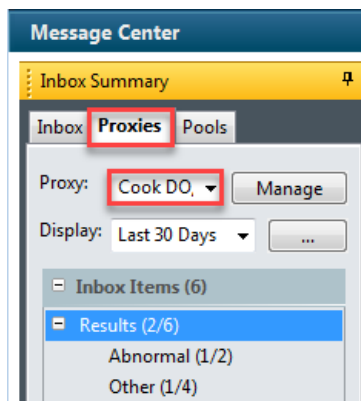 Message Center
Inbox Summary
Inbox Proxies Pools
Proxy: Cook DO, Manage
Display: Last 30 Days ...
Inbox Items (6)
Results (2/6)
Abnormal (1/2)
Other (1/4)